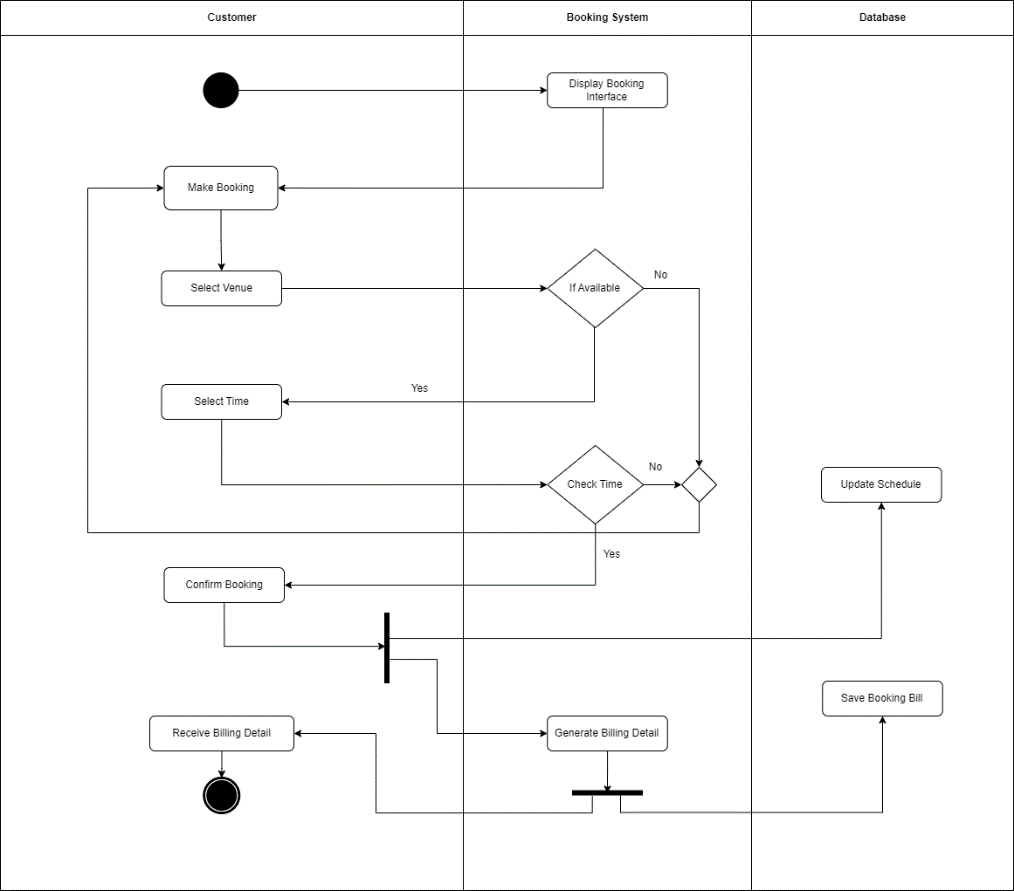 Customer
Booking System
Database
Display Booking
Interface
Make Booking
Select Venue
If Available
No
Yes
Select Time
Check Time
No
Update Schedule
Yes
Confirm Booking
Save Booking Bill
Receive Billing Detail
Generate Billing Detail